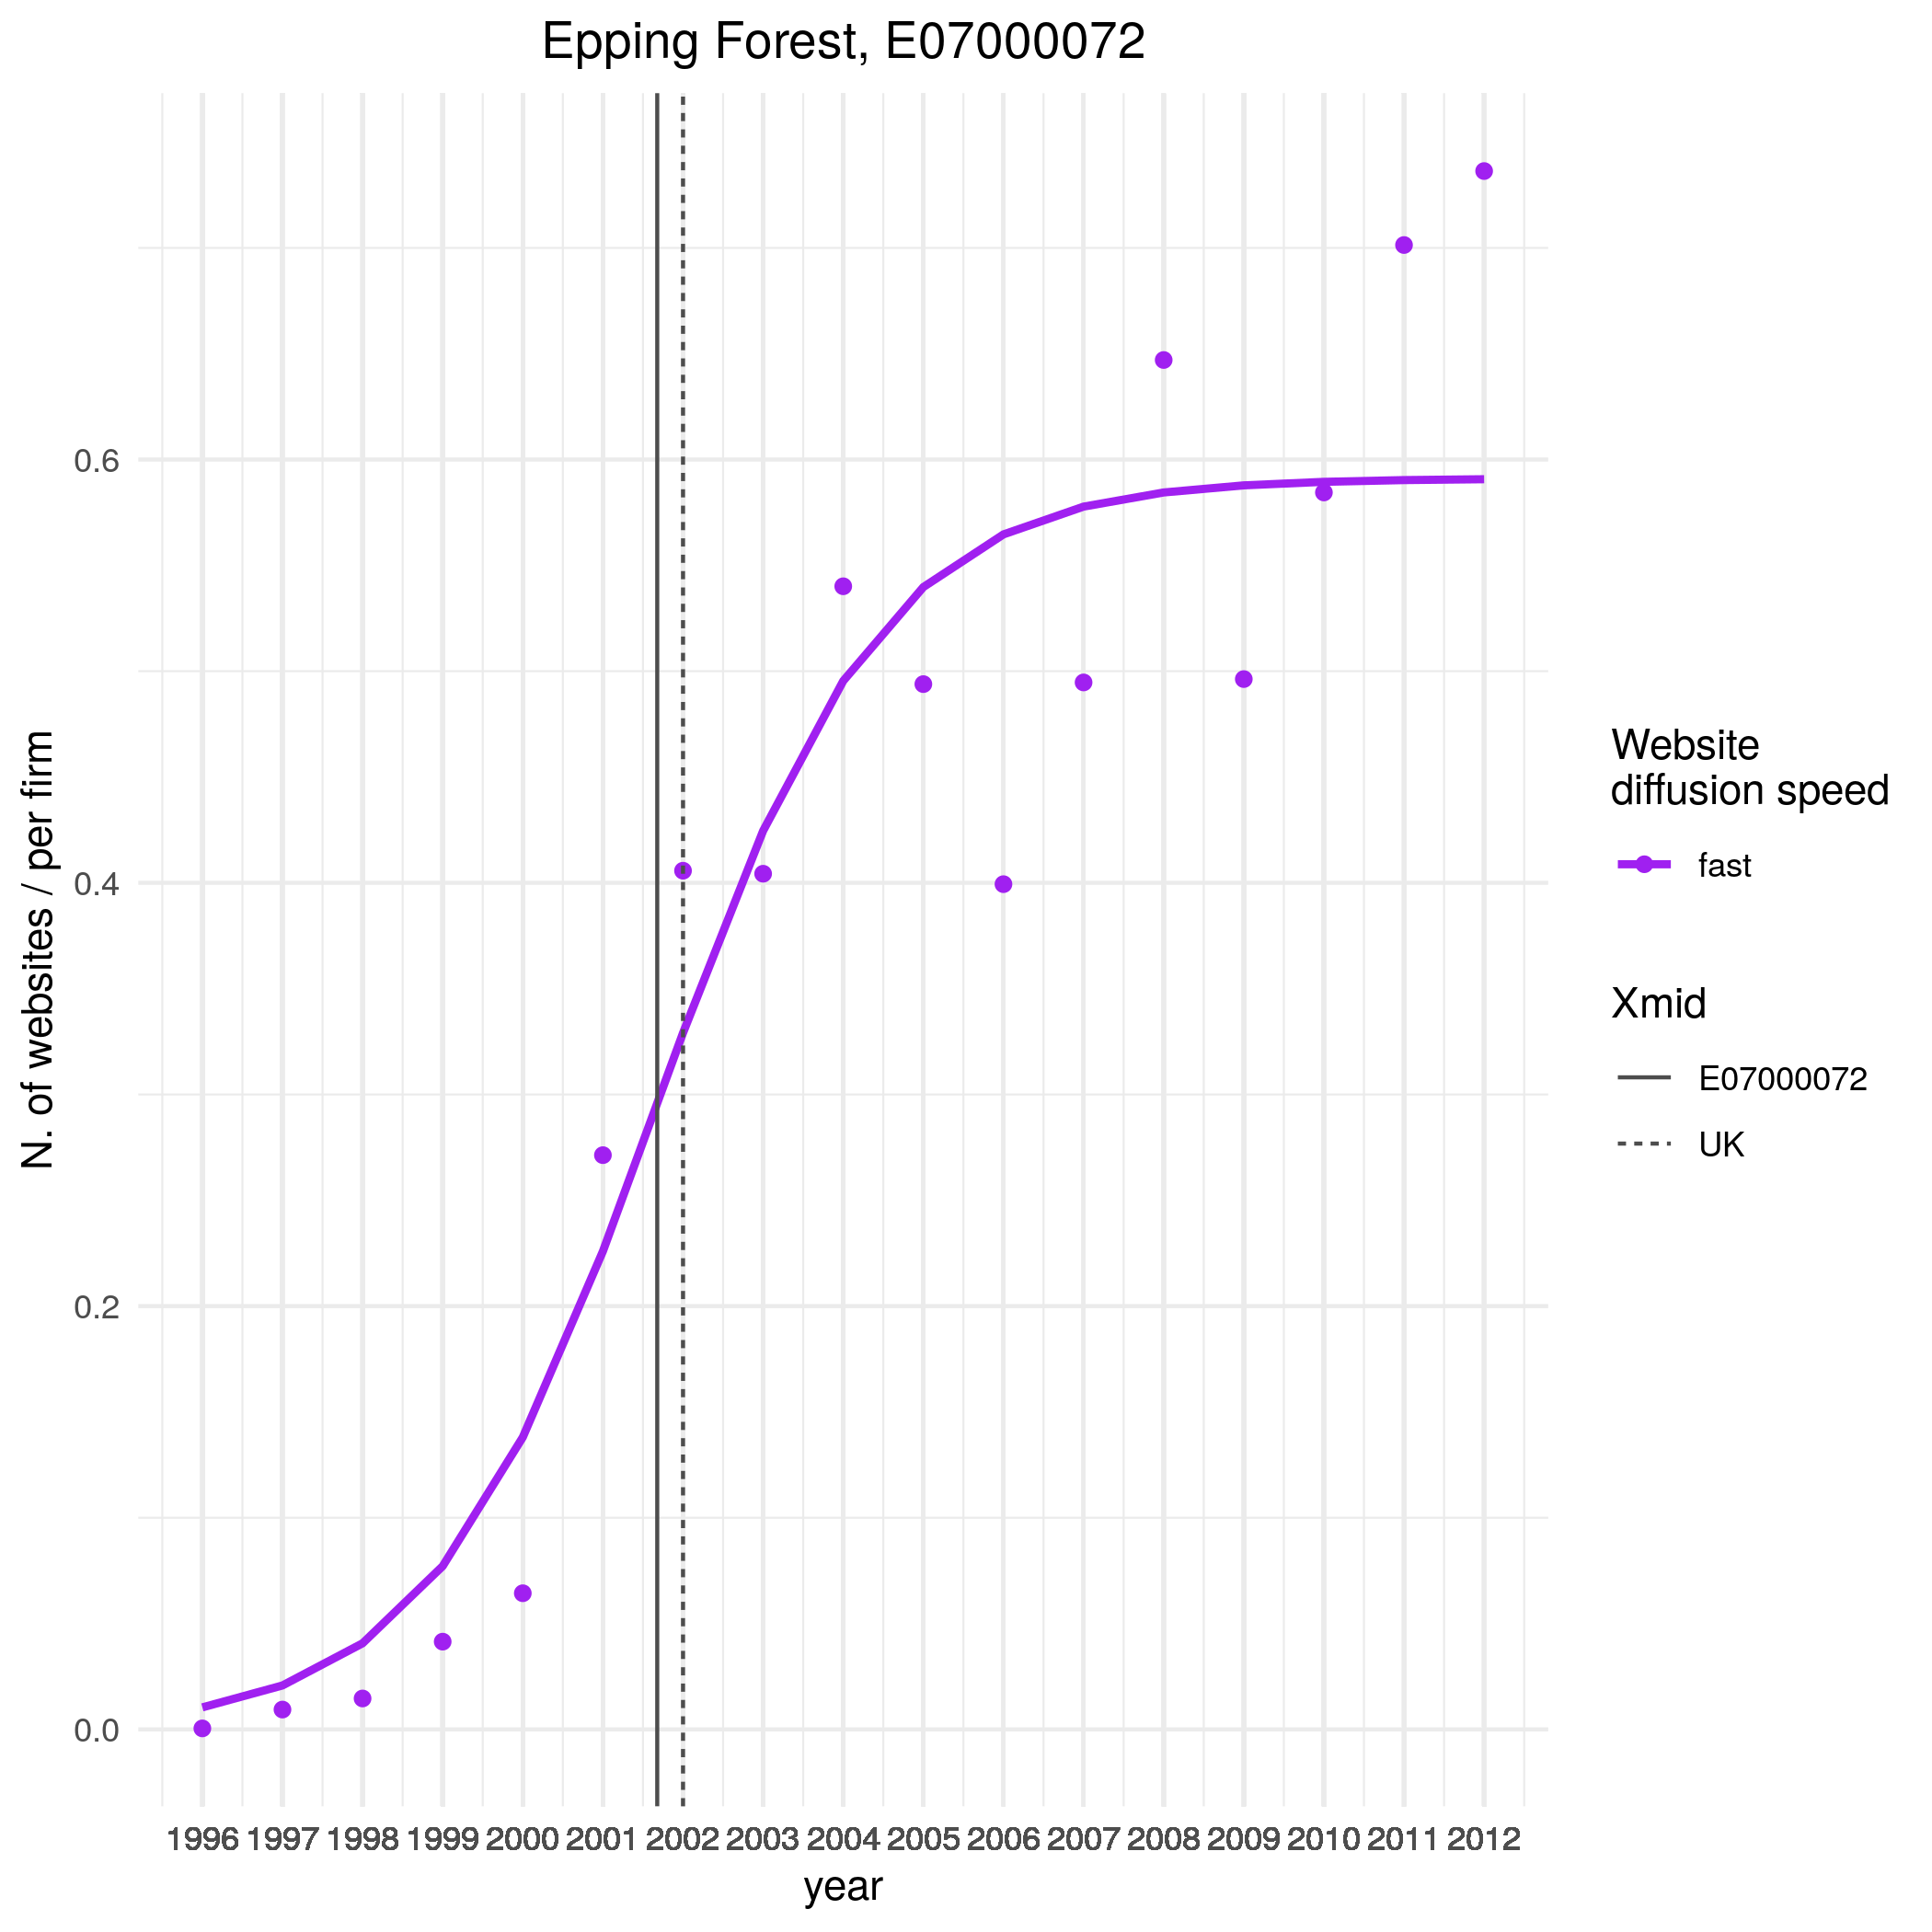 Epping Forest, E07000072
N. of websites / per firm
0.6
0.4
0.2
0.0
1996 1997 1998 1999 2000 2001 2002 2003 2004 2005 2006 2007 2008 2009 2010 2011 2012
year
Website
diffusion speed
fast
Xmid
E07000072
UK